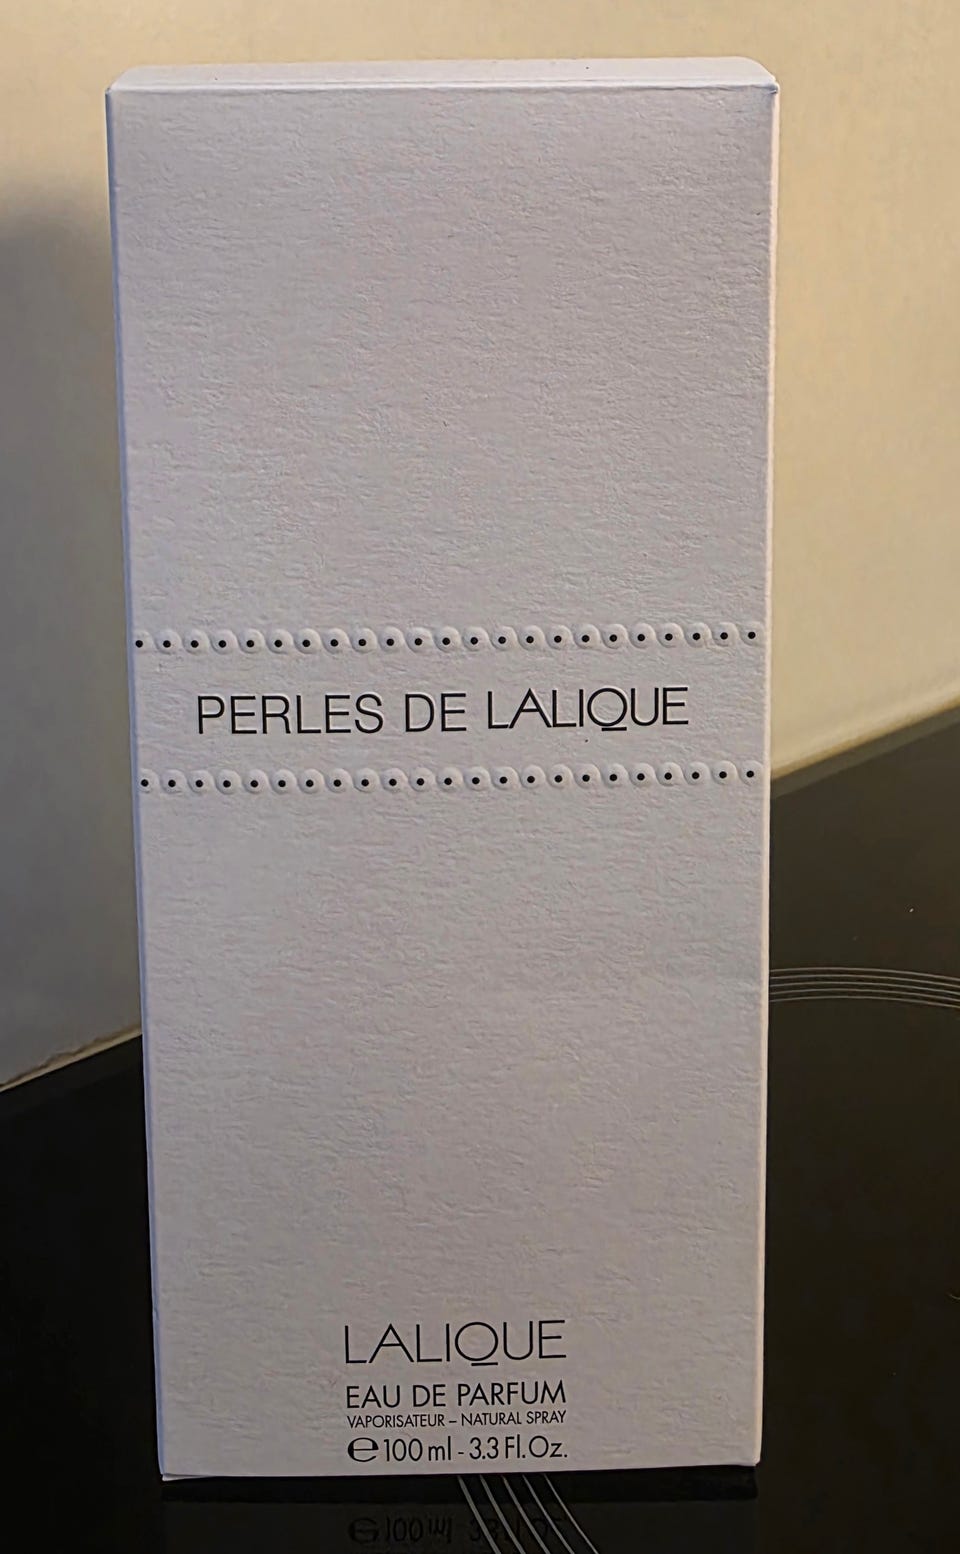 PERLES DE LALIQUE
LALIQUE
EAU DE PARFUM
VAPORISATEUR – NATURAL SPRAY
℮ 100 ml - 3.3 Fl. Oz.